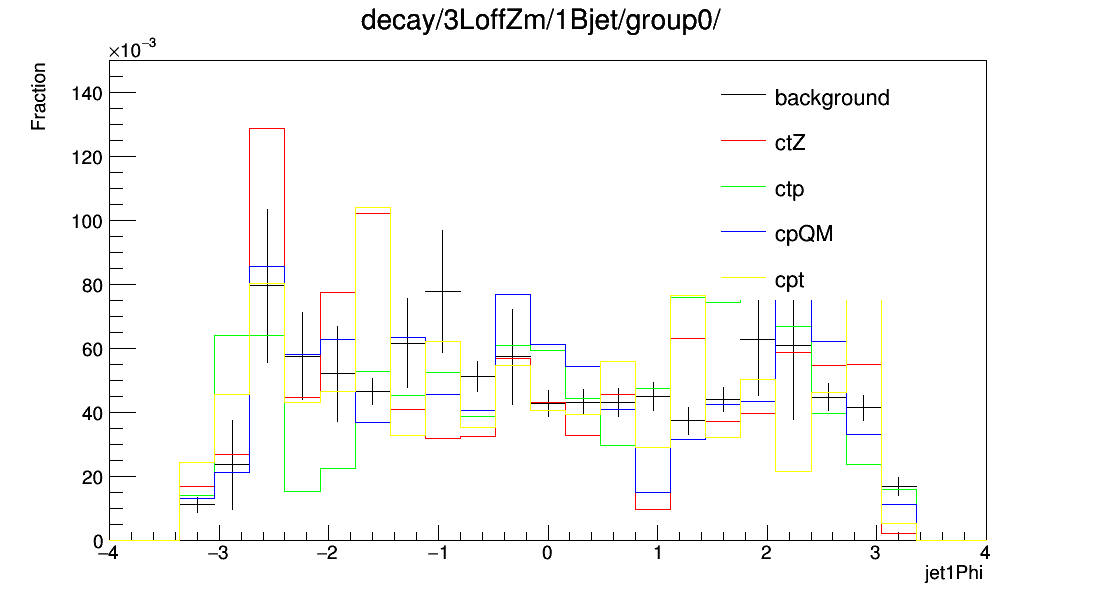 decay/3LoffZm/1Bjet/group0/
×10⁻³
Fraction
140
120
100
80
60
40
20
0
background
ctZ
ctp
cpQM
cpt
−4 −3 −2 −1 0 1 2 3 4
jet1Phi